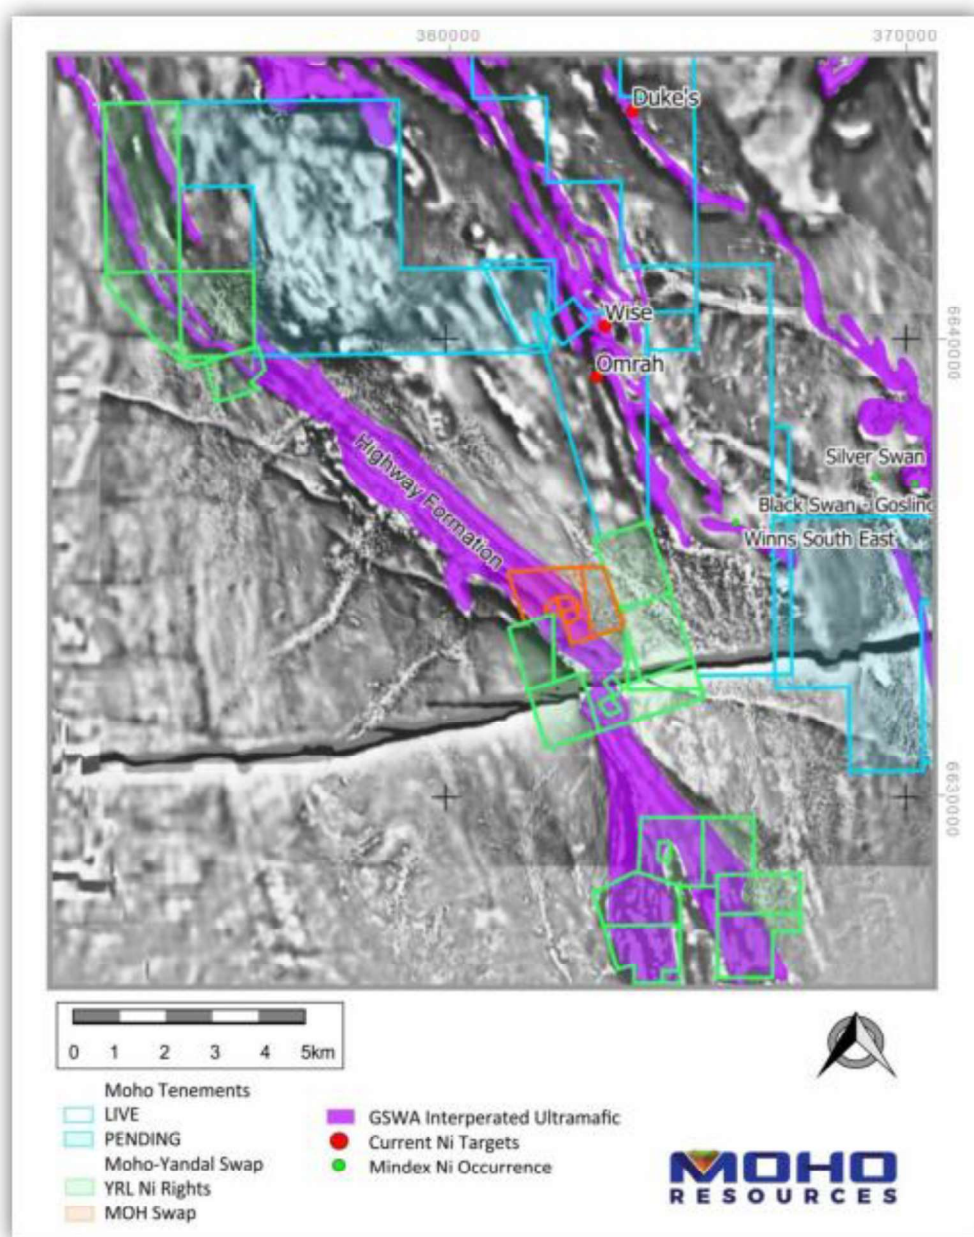 360000
370000
Duke's
Wise
6640000
Omrah
Highway Formation
Silver Swan
Black Swan - Goslinc
Winns South East
6630000
0 1 2 3 4 5km
Moho Tenements
LIVE
PENDING
Moho-Yandal Swap
YRL Ni Rights
MOH Swap
GSWA Interperated Ultramafic
Current Ni Targets
Mindex Ni Occurrence
MOHO
RESOURCES